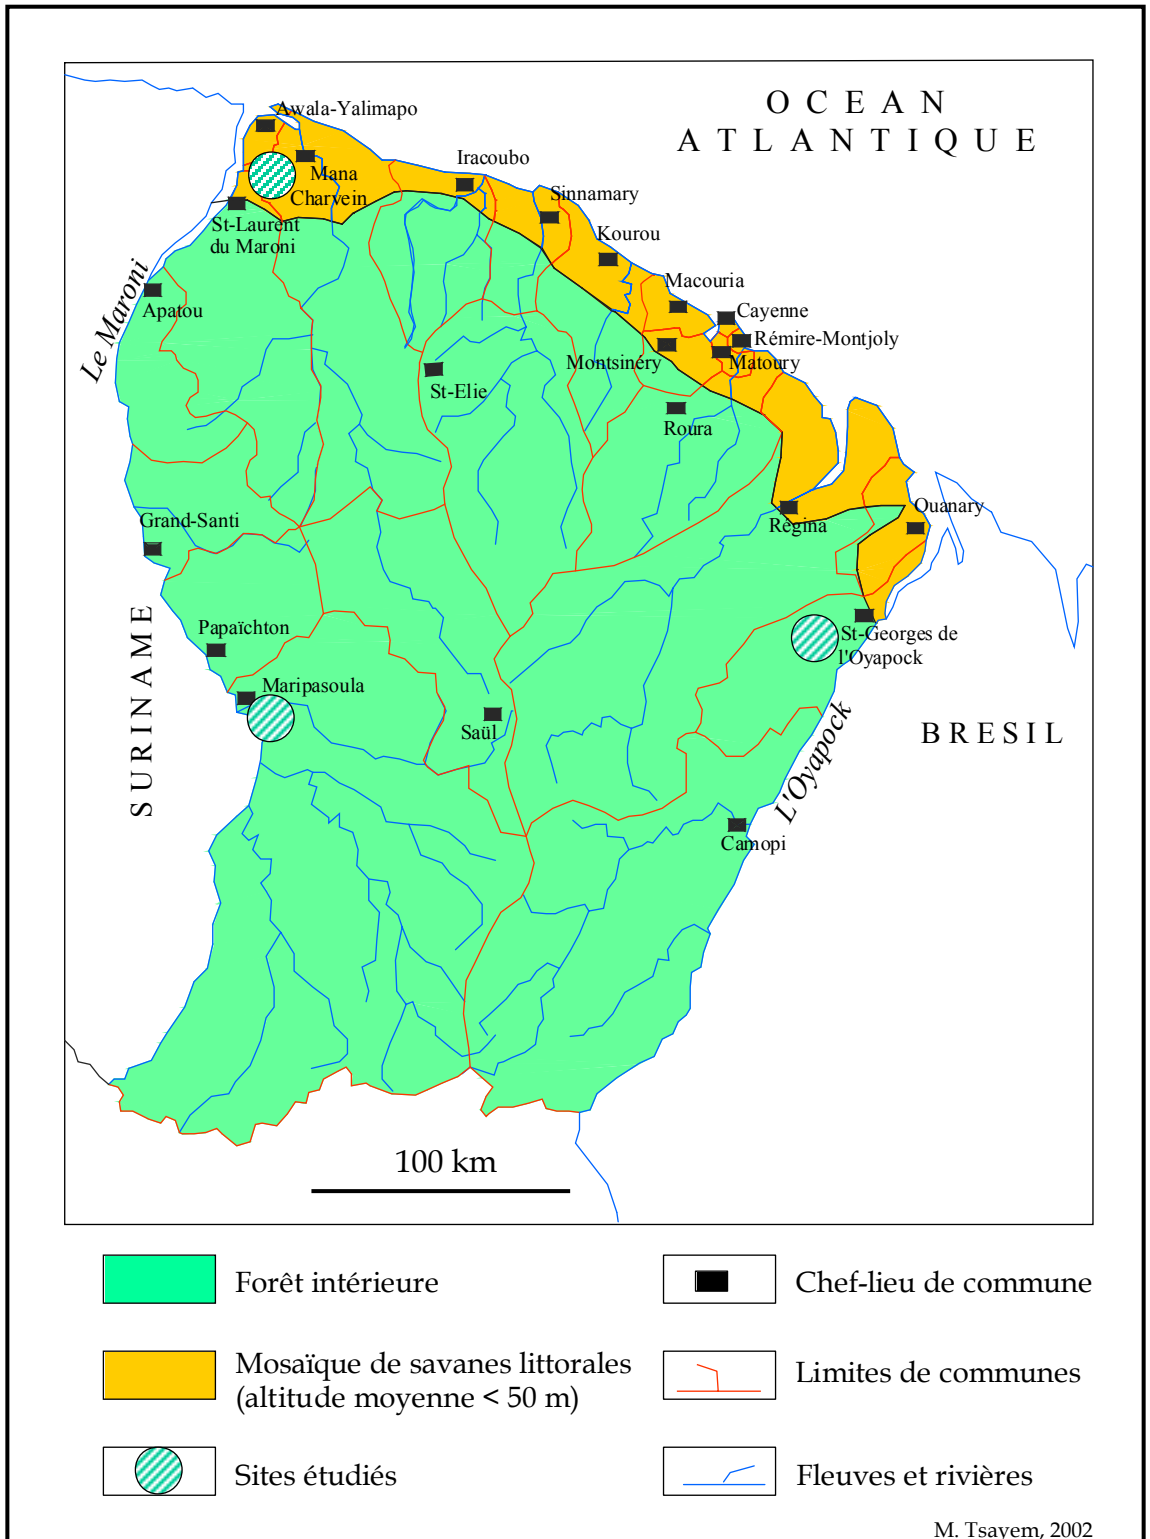 OCEAN
ATLANTIQUE
Awala-Yalimapo
Iracoubo
Mana
Charvein
Sinnamary
St-Laurent
du Maroni
Kourou
Le Maroni
Macouria
Apatou
Cayenne
Rémire-Montjoly
Montsinéry
Matoury
St-Elie
Roura
Grand-Santi
Régina
Ouanary
SURINAME
Papaïchton
St-Georges de
l'Oyapock
Maripasoula
Saül
L'Oyapock
BRESIL
Camopi
100 km
Forêt intérieure
Chef-lieu de commune
Mosaïque de savanes littorales
(altitude moyenne < 50 m)
Limites de communes
Sites étudiés
Fleuves et rivières
M. Tsayem, 2002